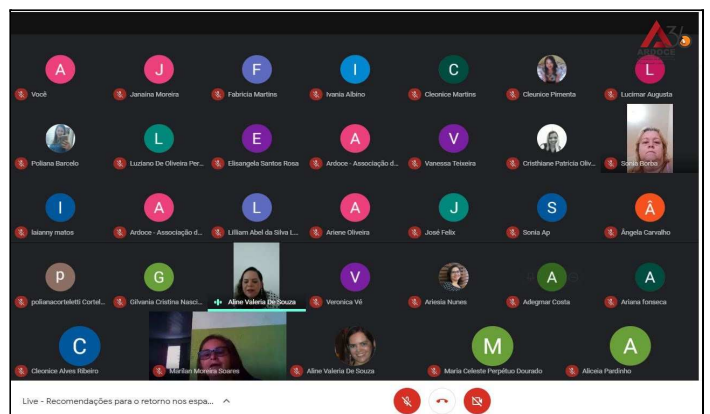 A36
ARDOCE
A
J
F
I
C
L
Você
Janaina Moreira
Fabricia Martins
Ivania Albino
Cleonice Martins
Cleunice Pimenta
Lucimar Augusta
L
E
A
V
Poliana Barcelo
Luziano De Oliveira Per...
Elisangela Santos Rosa
Ardoce - Associação d...
Vanessa Teixeira
Cristhiane Patricia Oliv...
Sonia Borba
I
A
L
A
J
S
Â
laianny matos
Ardoce - Associação d...
Lilliam Abel da Silva L...
Ariene Oliveira
José Felix
Sonia Ap
Ângela Carvalho
p
G
V
A
A
polianacorteletti Cortel...
Gilvania Cristina Nasci...
Aline Valeria De Souza
Veronica Vé
Ariesia Nunes
Adegmar Costa
Ariana fonseca
C
M
A
Cleonice Alves Ribeiro
Marilan Moreira Soares
Aline Valeria De Souza
Maria Celeste Perpétuo Dourado
Aliceia Pardinho
Live - Recomendações para o retorno nos espa...